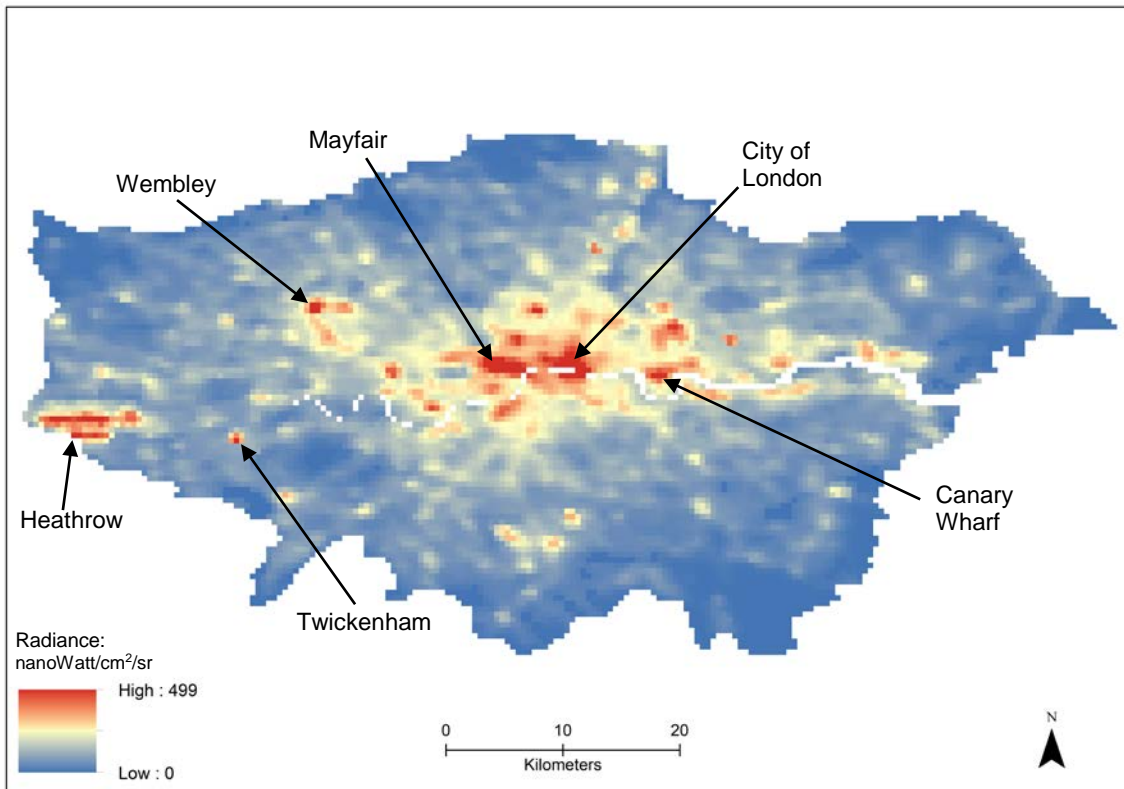 Mayfair
City of
London
Wembley
Heathrow
Twickenham
Canary
Wharf
Radiance:
nanoWatt/cm²/sr
High : 499
Low : 0
0 10 20
Kilometers
N